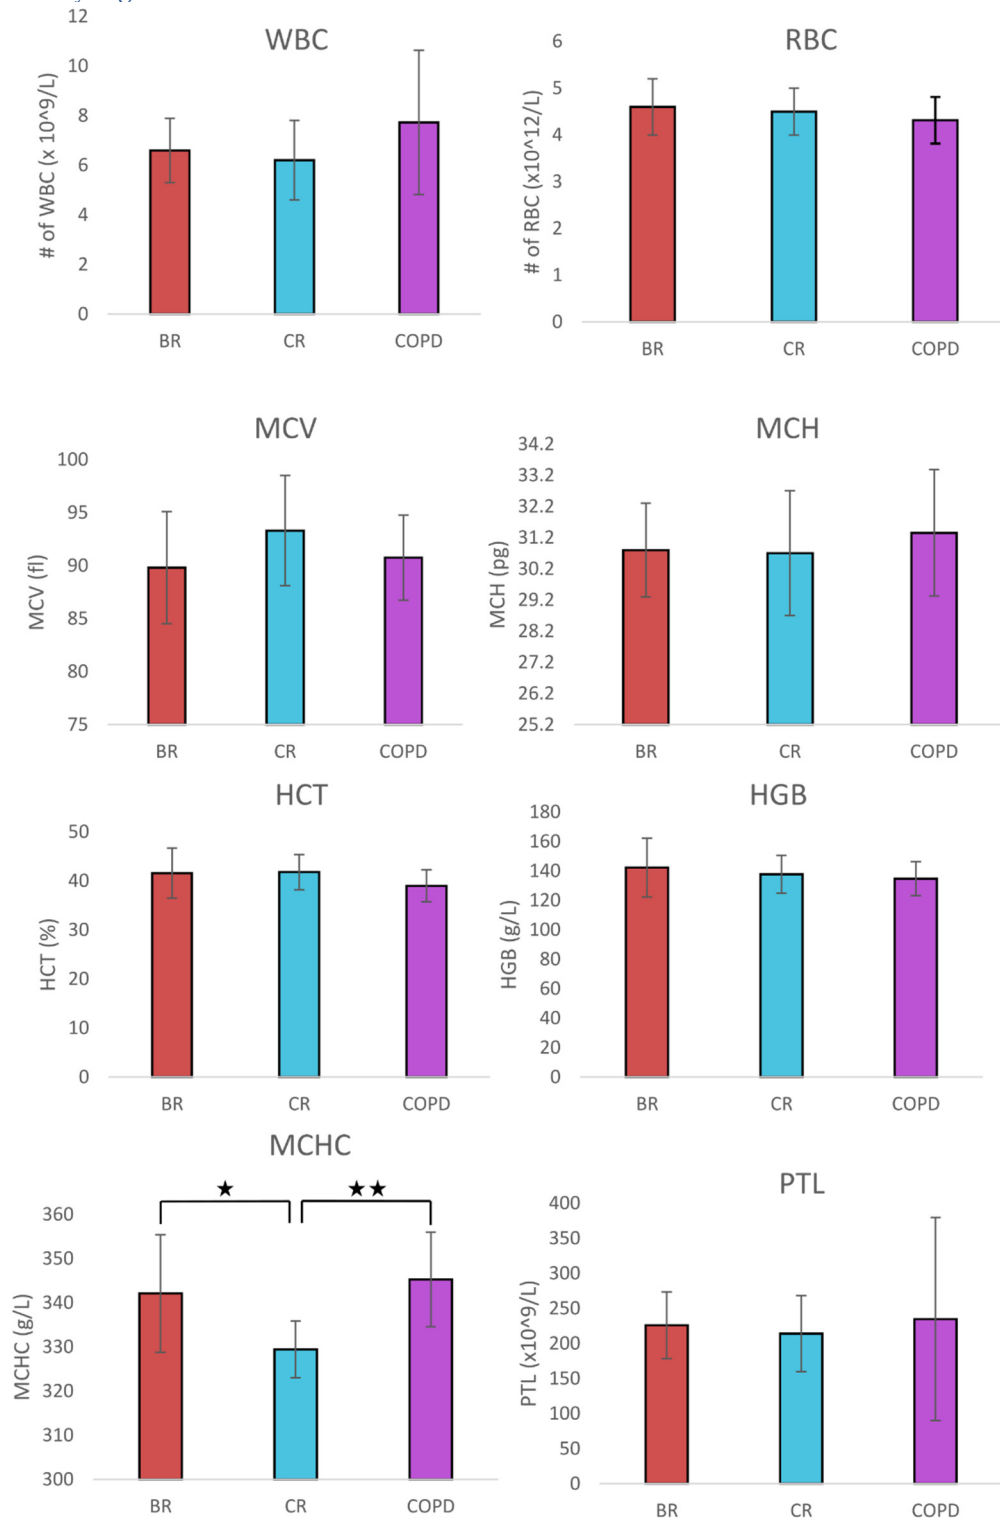 WBC
# of WBC (x 10^9/L)
12
10
8
6
4
2
0
BR CR COPD
RBC
# of RBC (x10^12/L)
6
5
4
3
2
1
0
BR CR COPD
MCV
MCV (fl)
100
95
90
85
80
75
BR CR COPD
MCH
MCH (pg)
34.2
33.2
32.2
31.2
30.2
29.2
28.2
27.2
26.2
25.2
BR CR COPD
HCT
HCT (%)
50
40
30
20
10
0
BR CR COPD
HGB
HGB (g/L)
180
160
140
120
100
80
60
40
20
0
BR CR COPD
MCHC
★ ★★
MCHC (g/L)
360
350
340
330
320
310
300
BR CR COPD
PTL
PTL (x10^9/L)
400
350
300
250
200
150
100
50
0
BR CR COPD